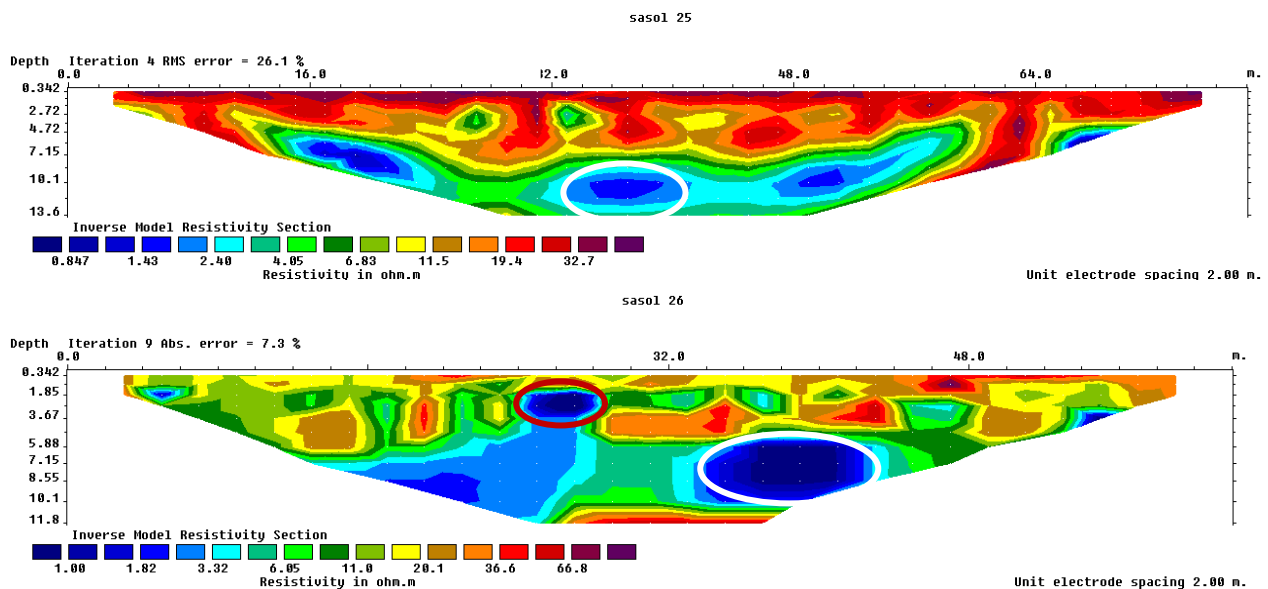 sasol 25
Depth Iteration 4 RMS error = 26.1 %
0.0 16.0 12.0 48.0 64.0 m.
0.342
2.72
4.72
7.15
10.1
13.6
Inverse Model Resistivity Section
0.847 1.43 2.40 4.05 6.83 11.5 19.4 32.7
Resistivity in ohm.m
Unit electrode spacing 2.00 m.
sasol 26
Depth Iteration 9 Abs. error = 7.3 %
0.0 32.0 48.0 m.
0.342
1.85
3.67
5.88
7.15
8.55
10.1
11.8
Inverse Model Resistivity Section
1.00 1.82 3.32 6.05 11.0 20.1 36.6 66.8
Resistivity in ohm.m
Unit electrode spacing 2.00 m.